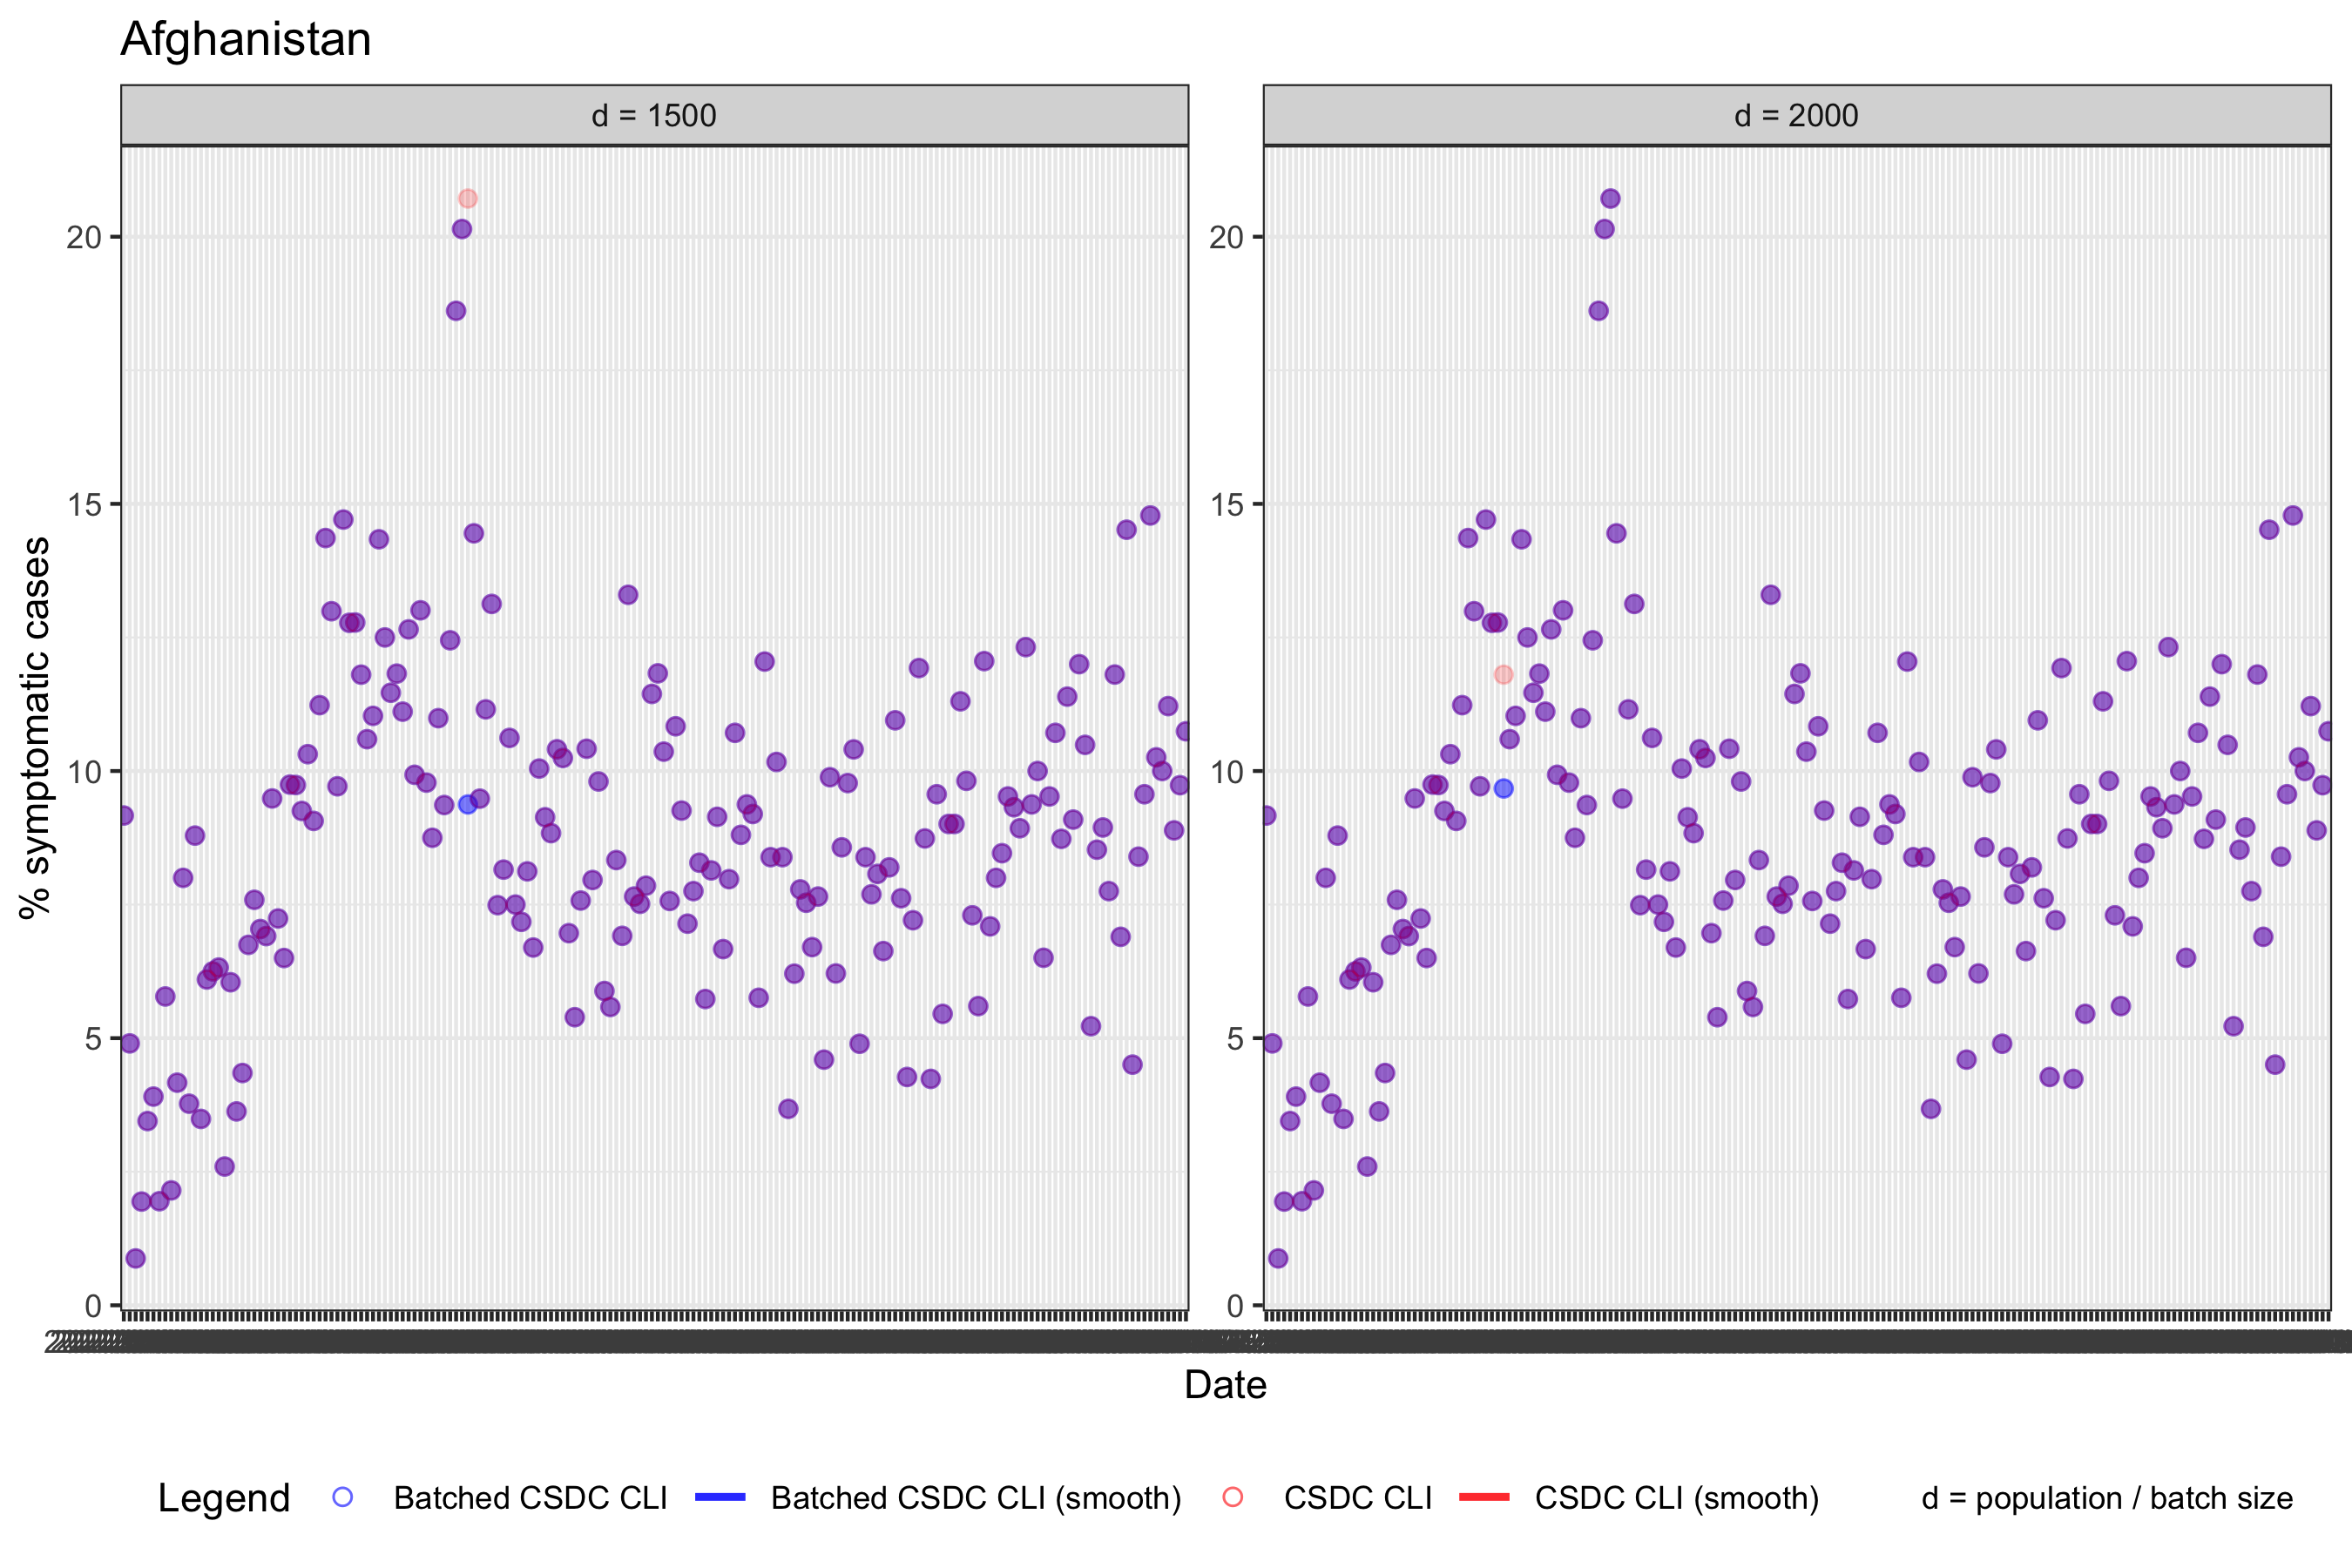 Afghanistan
d = 1500
d = 2000
% symptomatic cases
20
15
10
5
0
20
15
10
5
0
Date
Legend
Batched CSDC CLI
Batched CSDC CLI (smooth)
CSDC CLI
CSDC CLI (smooth)
d = population / batch size